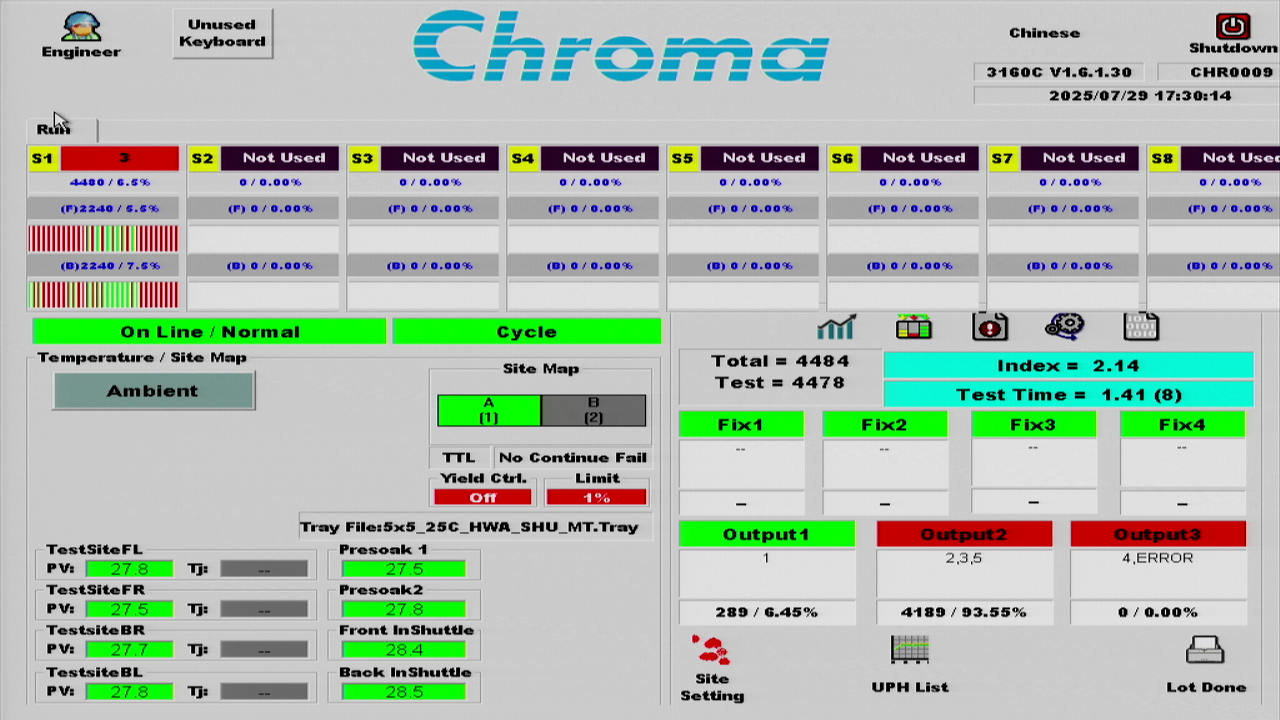 Engineer
Unused
Keyboard
Chroma
Chinese
Shutdown
3160C V1.6.1.30
CHR0009
2025/07/29 17:30:14
Run
S1 3 S2 Not Used S3 Not Used S4 Not Used S5 Not Used S6 Not Used S7 Not Used S8 Not Used
4480 / 6.5% 0 / 0.00% 0 / 0.00% 0 / 0.00% 0 / 0.00% 0 / 0.00% 0 / 0.00% 0 / 0.00%
(F)2240 / 5.5% (F) 0 / 0.00% (F) 0 / 0.00% (F) 0 / 0.00% (F) 0 / 0.00% (F) 0 / 0.00% (F) 0 / 0.00% (F) 0 / 0.00%
(B)2240 / 7.5% (B) 0 / 0.00% (B) 0 / 0.00% (B) 0 / 0.00% (B) 0 / 0.00% (B) 0 / 0.00% (B) 0 / 0.00% (B) 0 / 0.00%
On Line / Normal
Cycle
Temperature / Site Map
Ambient
Site Map
A B
(1) (2)
TTL No Continue Fail
Yield Ctrl. Limit
Off 1%
Tray File:5x5_25C_HWA_SHU_MT.Tray
TestSiteFL Presoak 1
PV: 27.8 Tj: -- 27.5
TestSiteFR Presoak2
PV: 27.5 Tj: -- 27.8
TestsiteBR Front InShuttle
PV: 27.7 Tj: -- 28.4
TestsiteBL Back InShuttle
PV: 27.8 Tj: -- 28.5
Total = 4484
Test = 4478
Index = 2.14
Test Time = 1.41 (8)
Fix1 Fix2 Fix3 Fix4
-- -- -- --
– – – –
Output1 Output2 Output3
1 2,3,5 4,ERROR
289 / 6.45% 4189 / 93.55% 0 / 0.00%
Site
Setting
UPH List
Lot Done